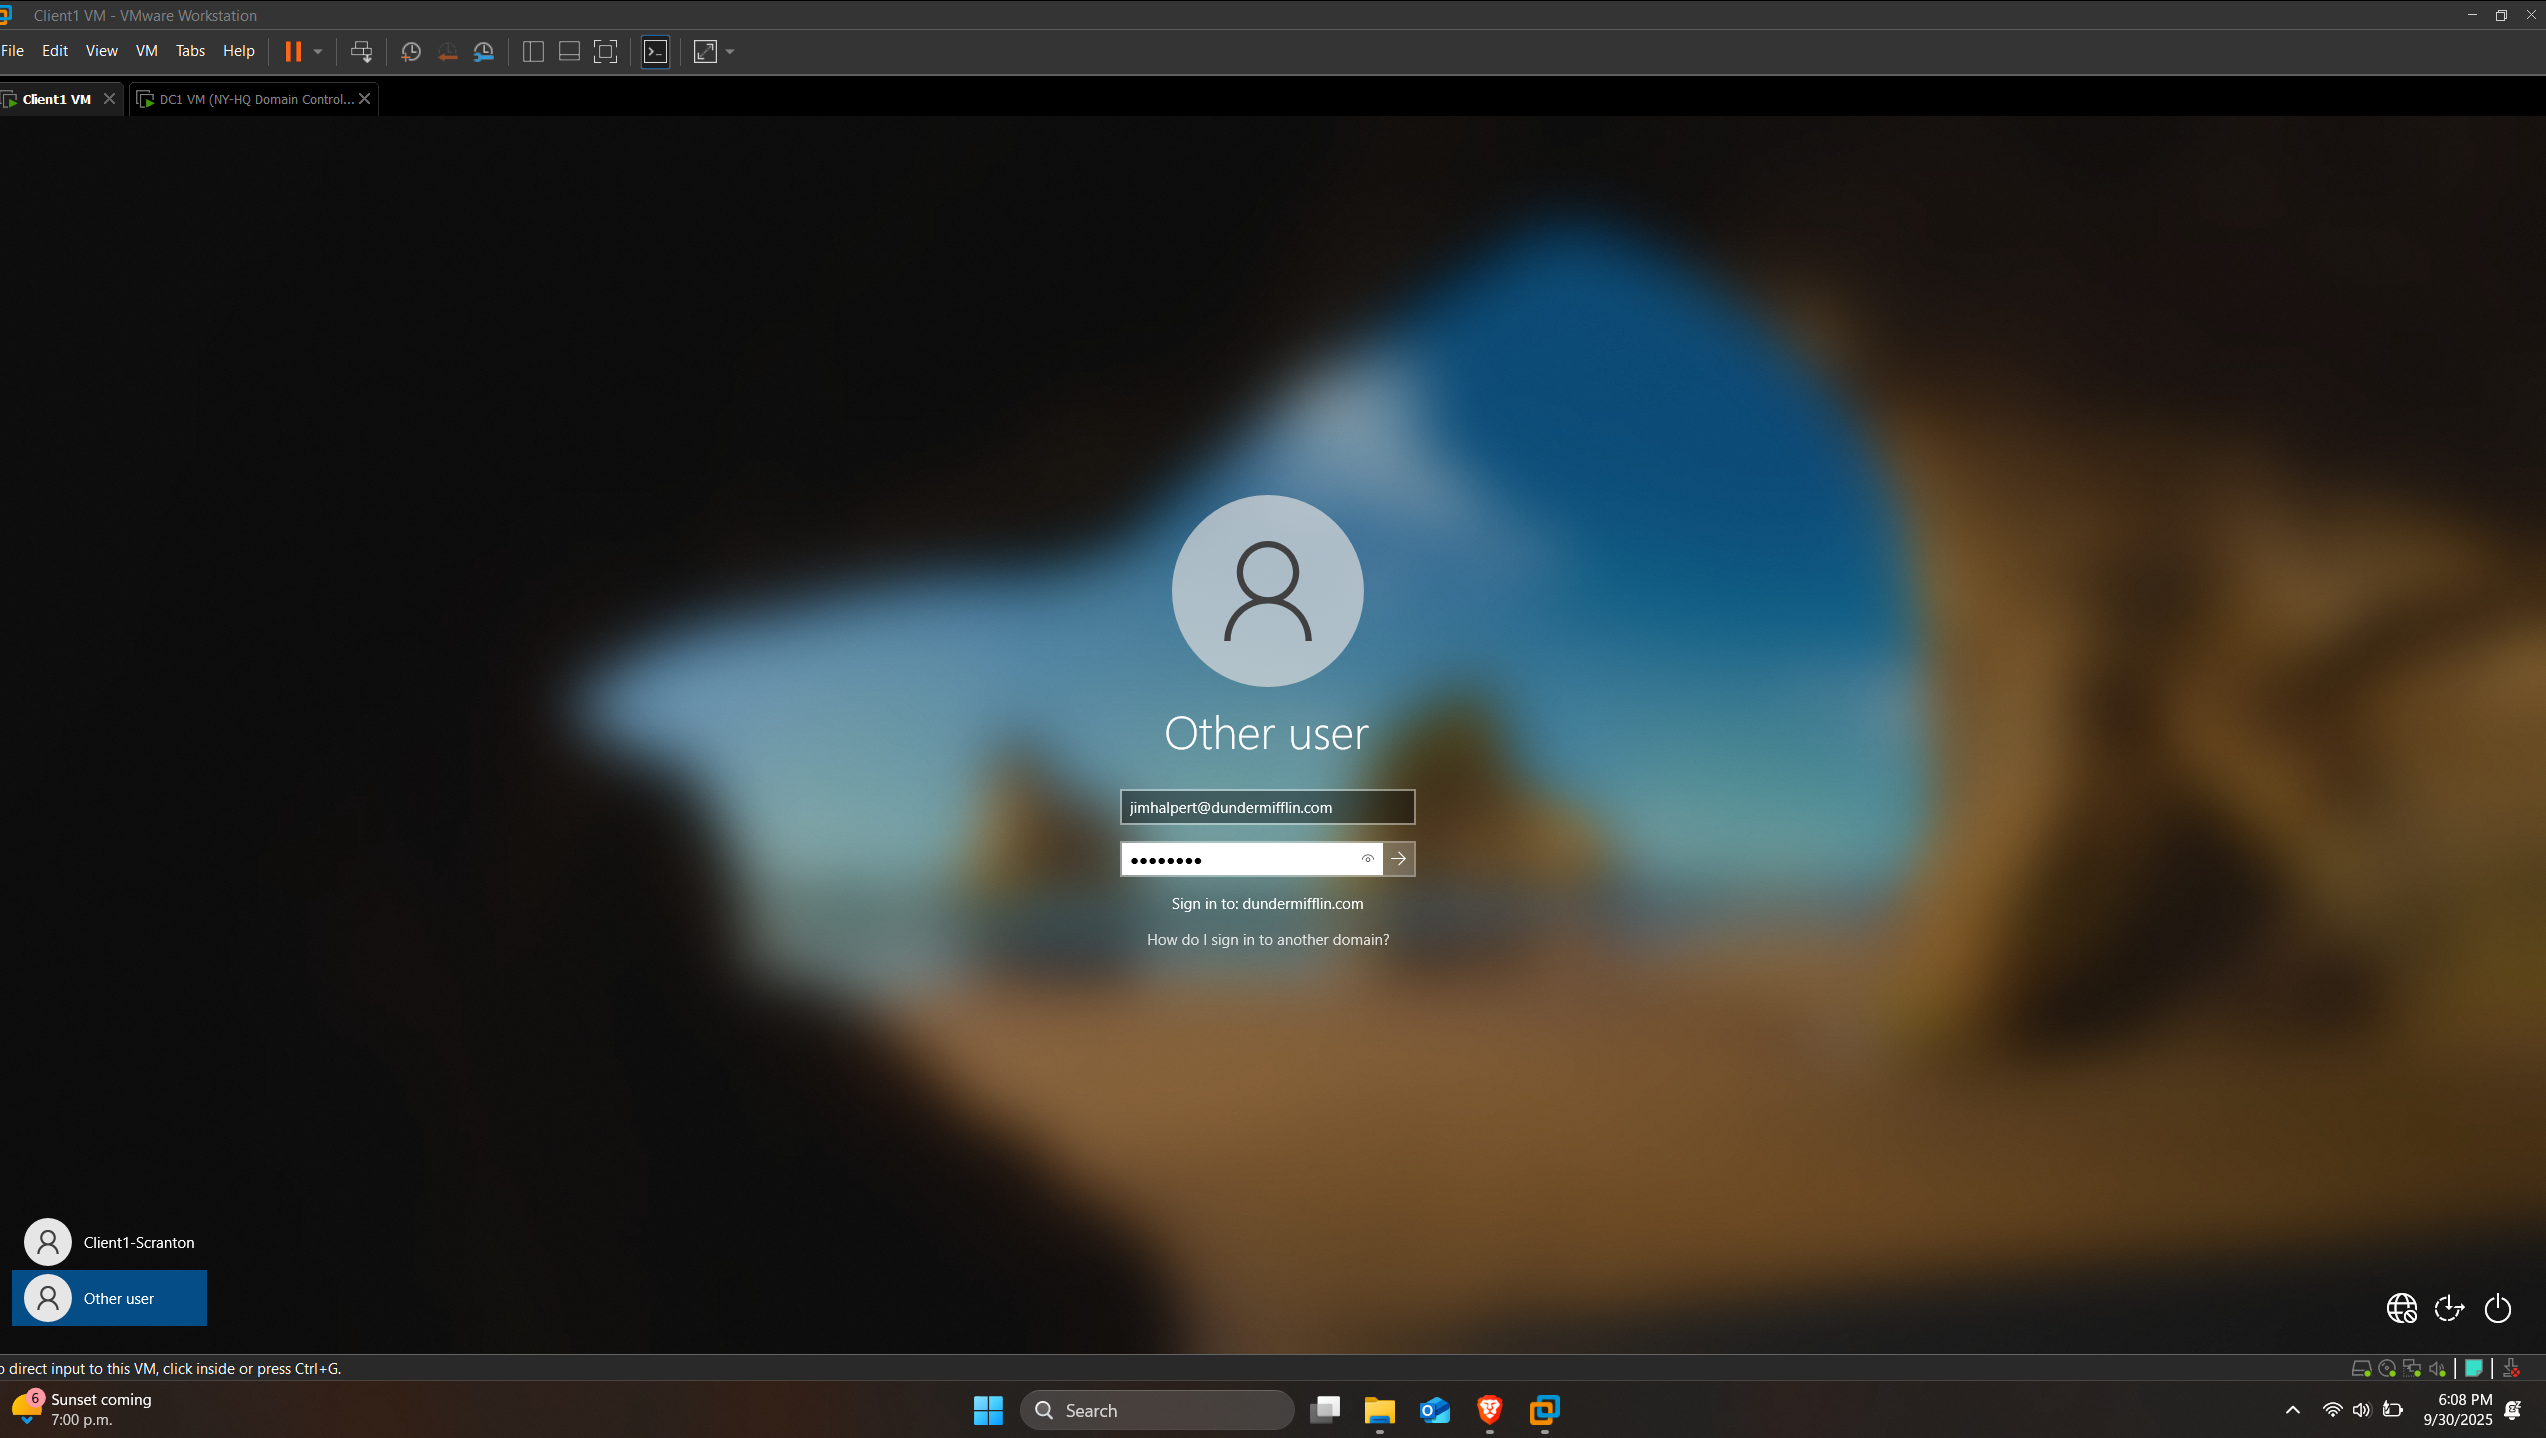 Client1 VM - VMware Workstation
File Edit View VM Tabs Help
Client1 VM
DC1 VM (NY-HQ Domain Control...
Other user
jimhalpert@dundermifflin.com
Sign in to: dundermifflin.com
How do I sign in to another domain?
Client1-Scranton
Other user
direct input to this VM, click inside or press Ctrl+G.
6
Sunset coming
7:00 p.m.
Search
6:08 PM
9/30/2025